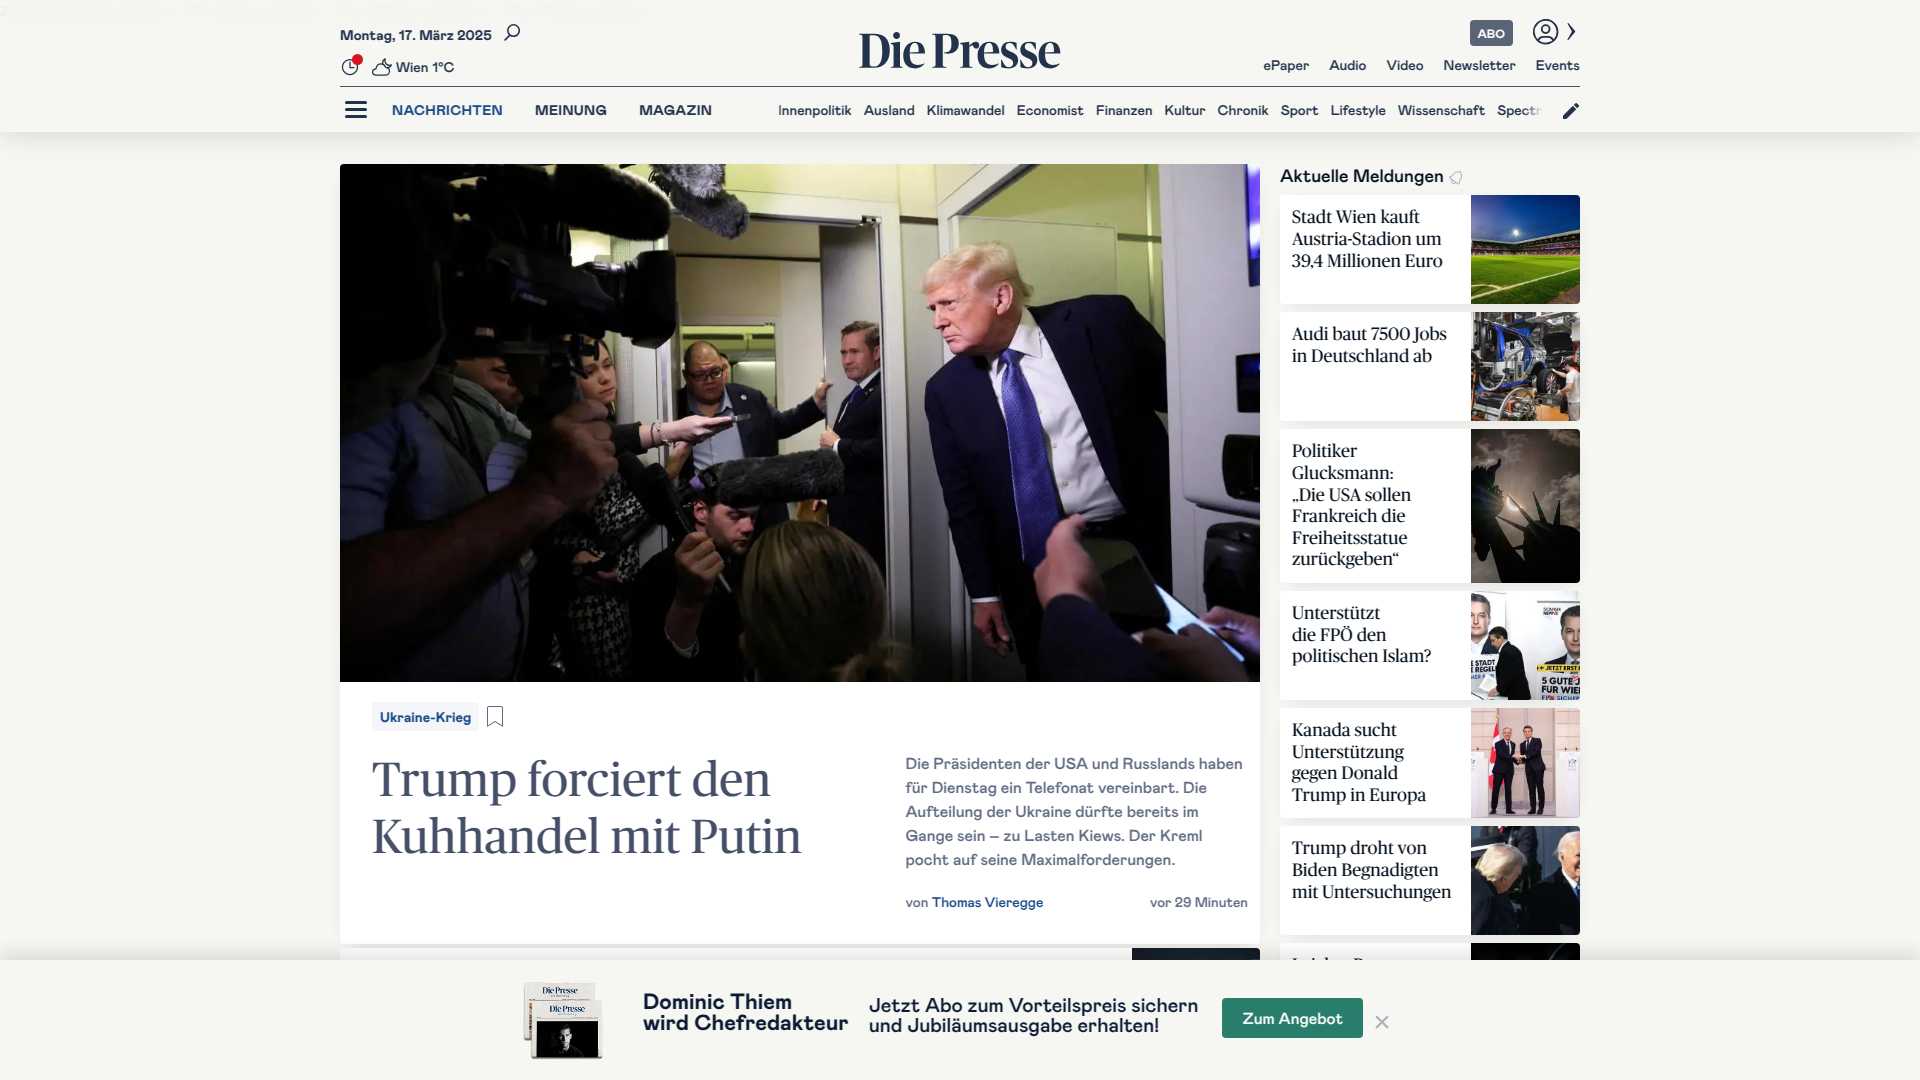 Montag, 17. März 2025
Wien 1°C
Die Presse
ABO
ePaper Audio Video Newsletter Events
NACHRICHTEN MEINUNG MAGAZIN
Innenpolitik Ausland Klimawandel Economist Finanzen Kultur Chronik Sport Lifestyle Wissenschaft Spectr
Ukraine-Krieg
Trump forciert den
Kuhhandel mit Putin
Die Präsidenten der USA und Russlands haben
für Dienstag ein Telefonat vereinbart. Die
Aufteilung der Ukraine dürfte bereits im
Gange sein – zu Lasten Kiews. Der Kreml
pocht auf seine Maximalforderungen.
von Thomas Vieregge
vor 29 Minuten
Aktuelle Meldungen
Stadt Wien kauft
Austria-Stadion um
39,4 Millionen Euro
Audi baut 7500 Jobs
in Deutschland ab
Politiker
Glucksmann:
„Die USA sollen
Frankreich die
Freiheitsstatue
zurückgeben“
Unterstützt
die FPÖ den
politischen Islam?
Kanada sucht
Unterstützung
gegen Donald
Trump in Europa
Trump droht von
Biden Begnadigten
mit Untersuchungen
Die Presse
Die Presse
Dominic Thiem
wird Chefredakteur
Jetzt Abo zum Vorteilspreis sichern
und Jubiläumsausgabe erhalten!
Zum Angebot